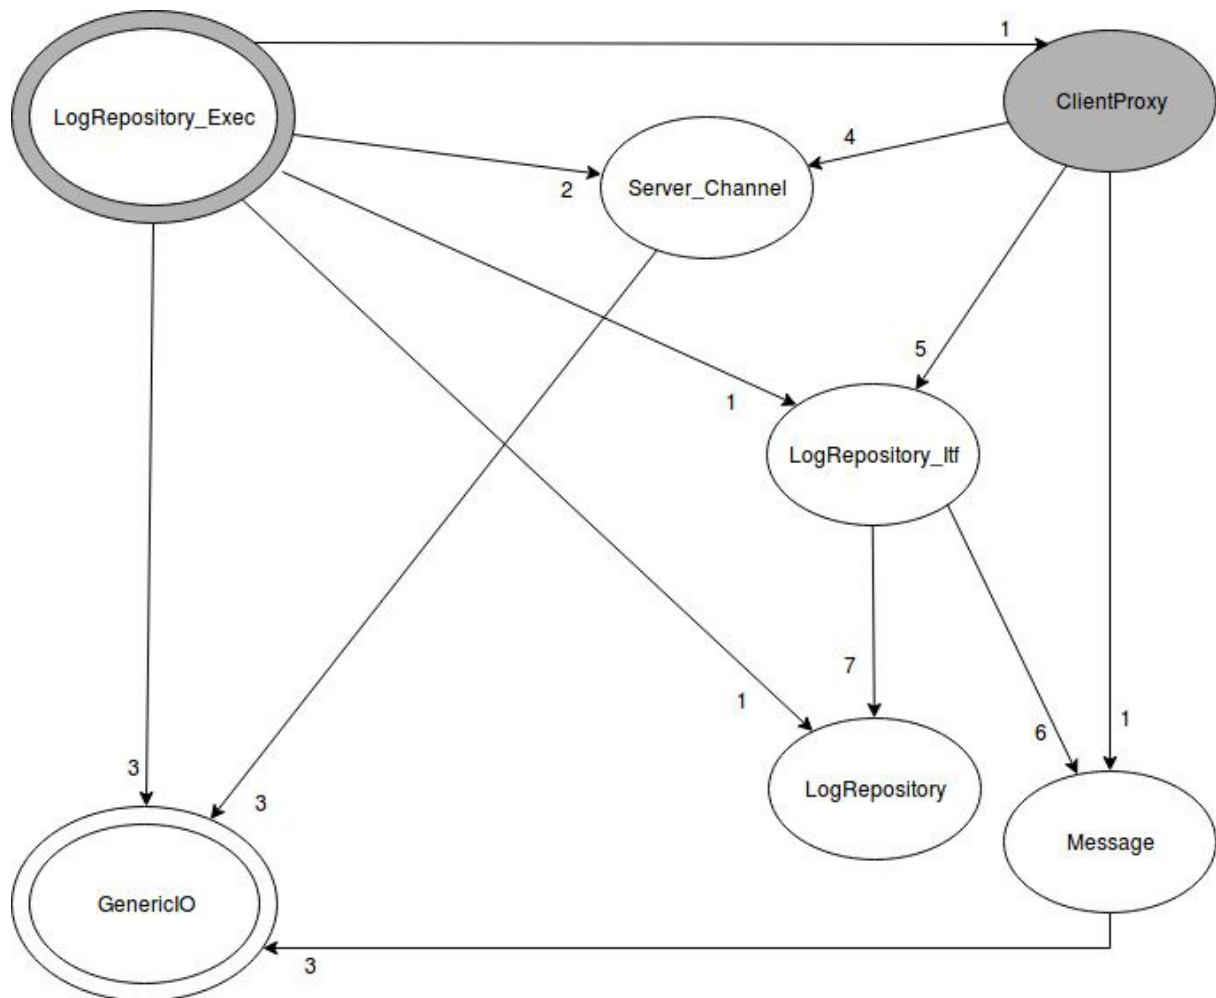 1
LogRepository_Exec
ClientProxy
4
2
Server_Channel
5
1
LogRepository_Itf
7
1
6
1
3
3
LogRepository
Message
GenericIO
3